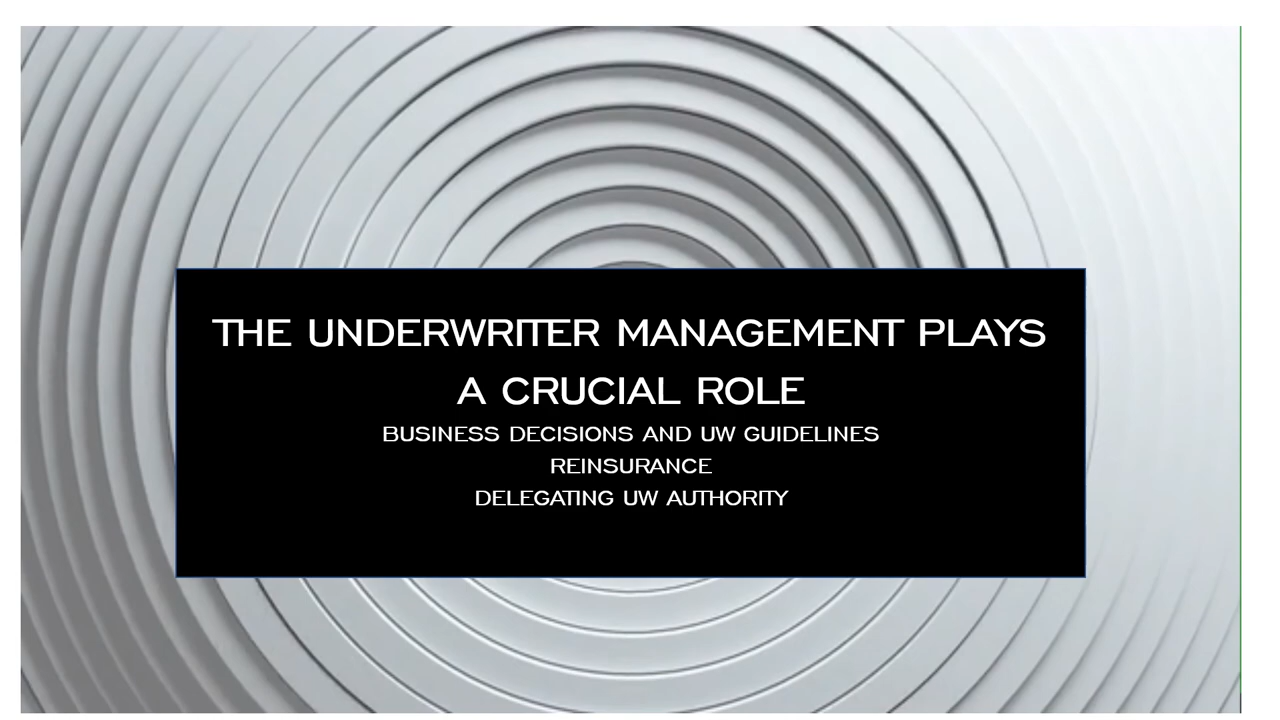 THE UNDERWRITER MANAGEMENT PLAYS
A CRUCIAL ROLE
BUSINESS DECISIONS AND UW GUIDELINES
REINSURANCE
DELEGATING UW AUTHORITY